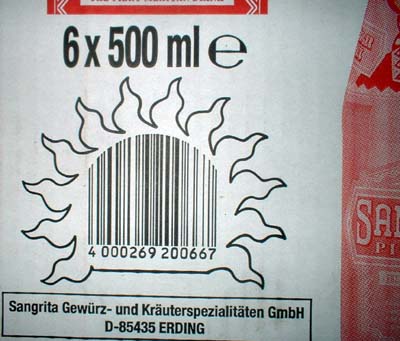 6 x 500 ml e
4 000269 200667
Sangrita Gewürz- und Kräuterspezialitäten GmbH
D-85435 ERDING